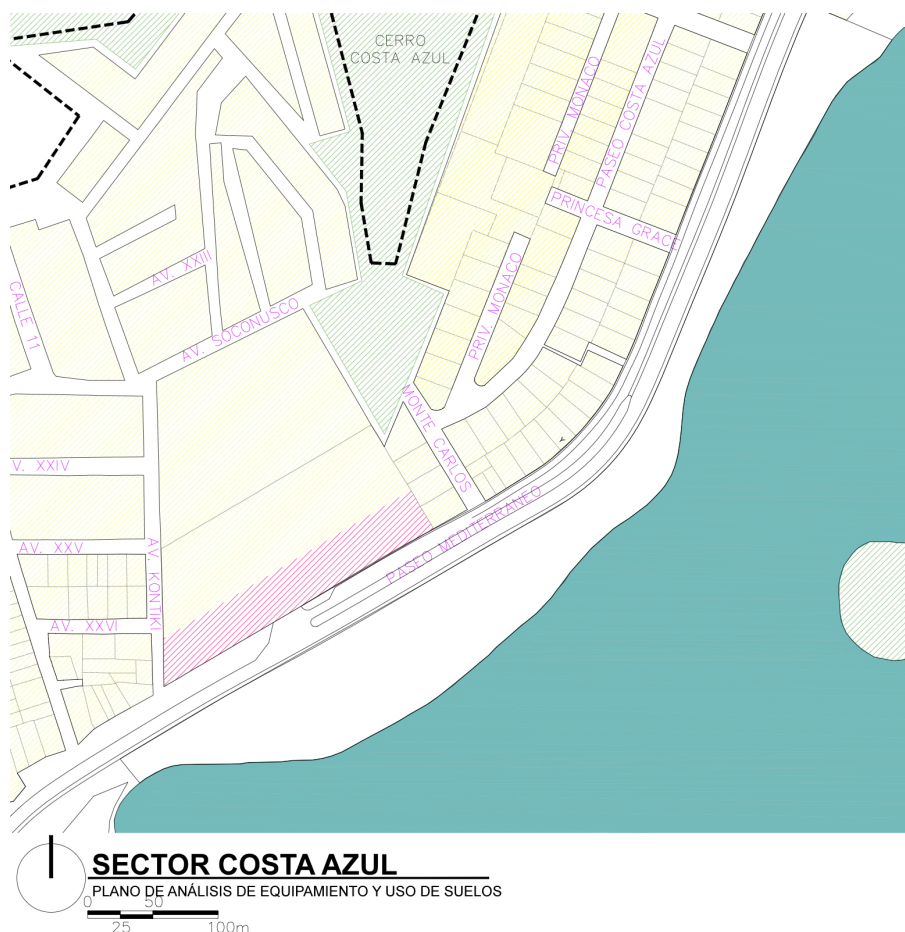 CERRO
COSTA AZUL
PRIV. MONACO
PASEO COSTA AZUL
PRINCESA GRACE
AV. XXIII
CALLE 11
AV. SOCONUSCO
PRIV. MONACO
MONTE CARLOS
V. XXIV
PASEO MEDITERRANEO
AV. XXV
AV. KONTIKI
AV. XXVI
SECTOR COSTA AZUL
PLANO DE ANÁLISIS DE EQUIPAMIENTO Y USO DE SUELOS
0 50
25 100m